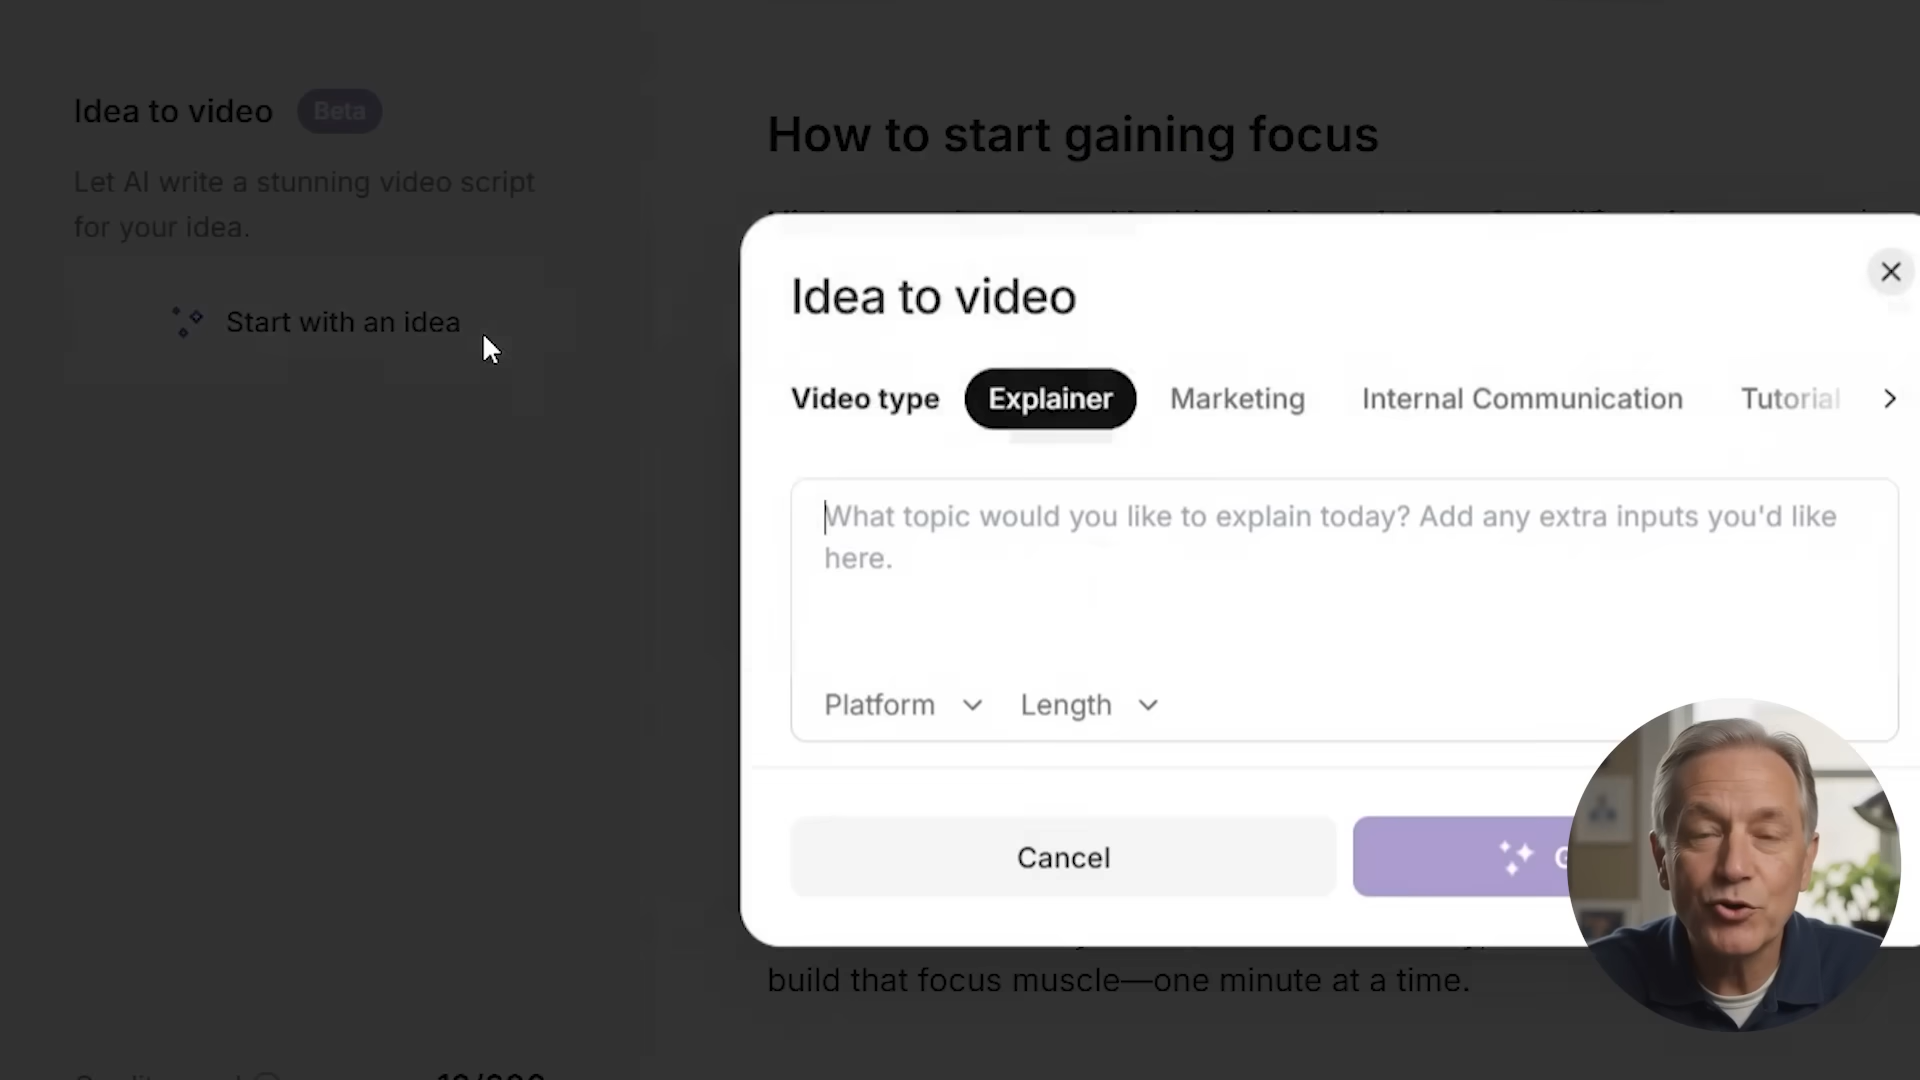 Idea to video
Beta
Let AI write a stunning video script
for your idea.
Start with an idea
How to start gaining focus
Idea to video
Video type
Explainer
Marketing
Internal Communication
Tutorial
What topic would you like to explain today? Add any extra inputs you'd like
here.
Platform
Length
Cancel
build that focus muscle—one minute at a time.